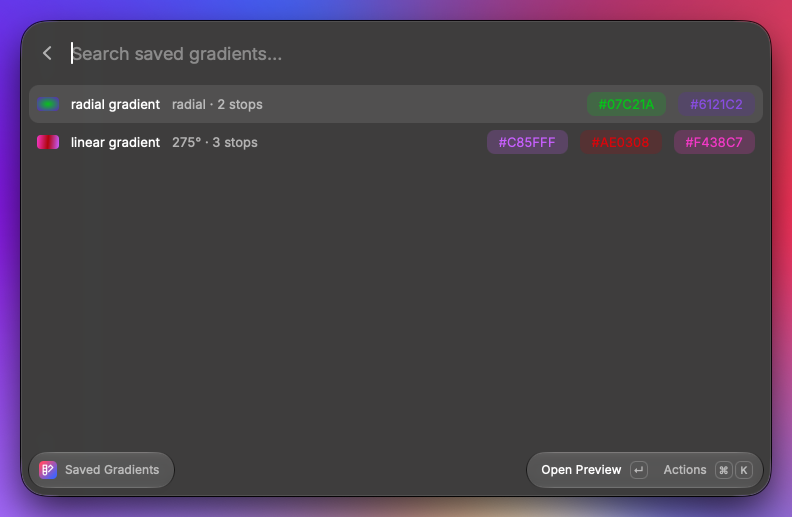 Search saved gradients...
radial gradient radial · 2 stops #07C21A #6121C2
linear gradient 275° · 3 stops #C85FFF #AE0306 #F438C7
Saved Gradients Open Preview ↵ Actions ⌘ K